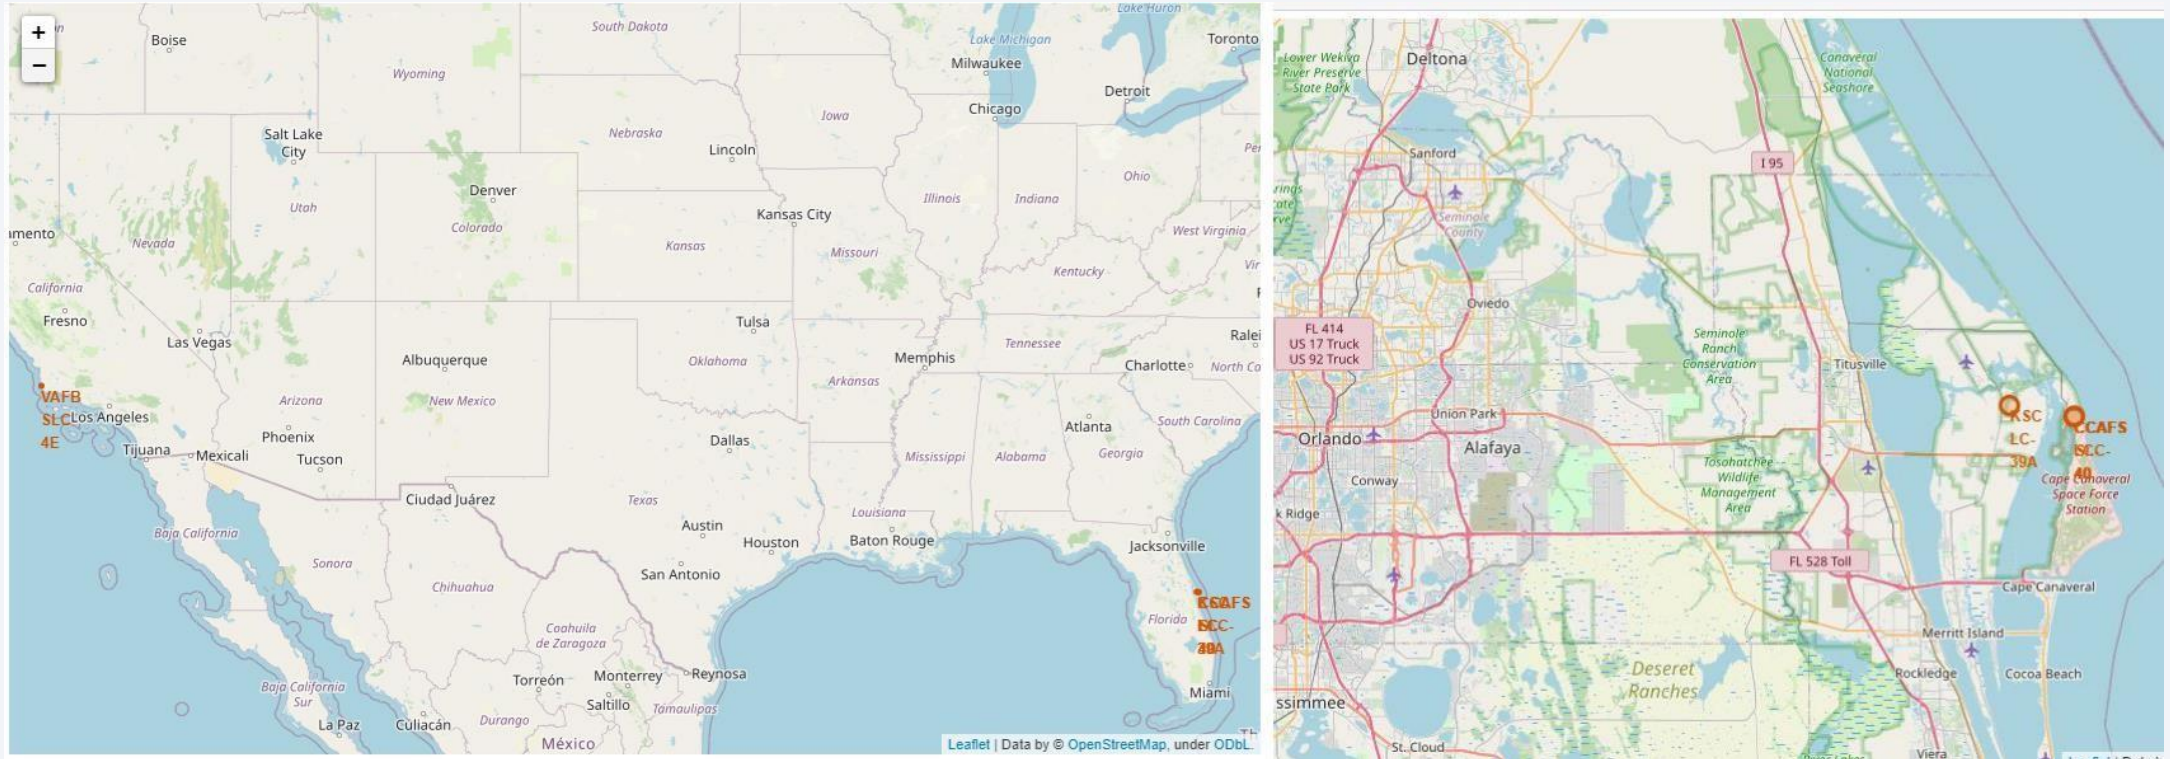 +
−
Boise
South Dakota
Lake Huron
Lake Michigan
Toronto
Wyoming
Milwaukee
Detroit
Chicago
Iowa
Salt Lake
City
Nebraska
Lincoln
Ohio
Denver
Illinois
Indiana
Utah
Kansas City
Colorado
West Virginia
amento
Nevada
Kansas
Missouri
Kentucky
California
Fresno
Tulsa
Las Vegas
Tennessee
Albuquerque
Oklahoma
Memphis
Charlotte
North Ca
Arkansas
VAFB
SLC-
4E
Los Angeles
Arizona
New Mexico
South Carolina
Atlanta
Phoenix
Dallas
Tijuana
Mexicali
Tucson
Mississippi
Alabama
Georgia
Ciudad Juárez
Texas
Louisiana
Baja California
Austin
Houston
Baton Rouge
Jacksonville
Sonora
San Antonio
Chihuahua
Florida
Coahuila
de Zaragoza
Baja California
Sur
Torreón
Monterrey
Reynosa
Miami
Saltillo
Tamaulipas
La Paz
Culiacán
Durango
México
Leaflet | Data by © OpenStreetMap, under ODbL.
Lower Wekiva
River Preserve
State Park
Deltona
Canaveral
National
Seashore
Sanford
I 95
Seminole
County
Oviedo
FL 414
US 17 Truck
US 92 Truck
Seminole
Ranch
Conservation
Area
Titusville
Union Park
KSC
LC-
39A
CCAFS
Orlando
Alafaya
Tosohatchee
Wildlife
Management
Area
Conway
Cape Canaveral
Space Force
Station
k Ridge
FL 528 Toll
Cape Canaveral
Merritt Island
Deseret
Ranches
Rockledge
Cocoa Beach
ssimmee
St. Cloud
Viera